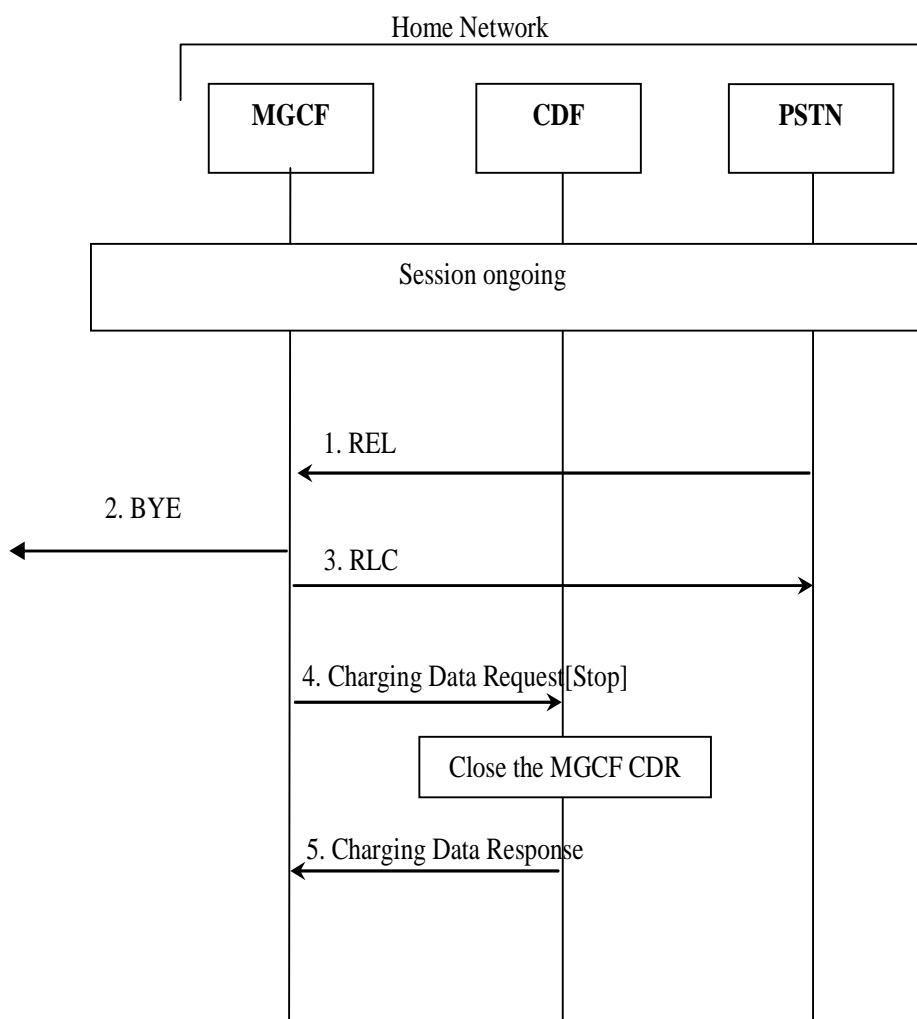 Home Network
MGCF
CDF
PSTN
Session ongoing
1. REL
2. BYE
3. RLC
4. Charging Data Request[Stop]
Close the MGCF CDR
5. Charging Data Response